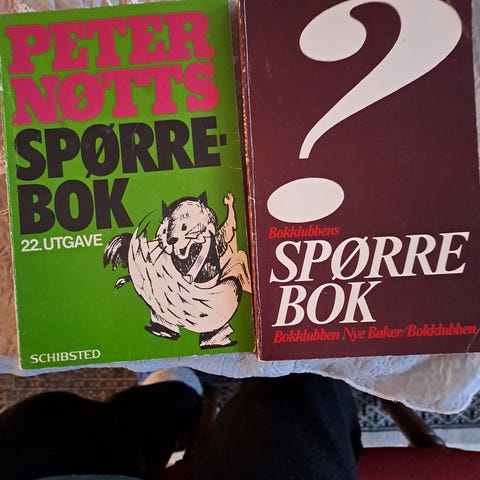 PETER
NØTTS
SPØRRE-
BOK
22. UTGAVE
SCHIBSTED
?
Bokklubbens
SPØRRE
BOK
Bokklubben Nye Bøker/Bokklubben